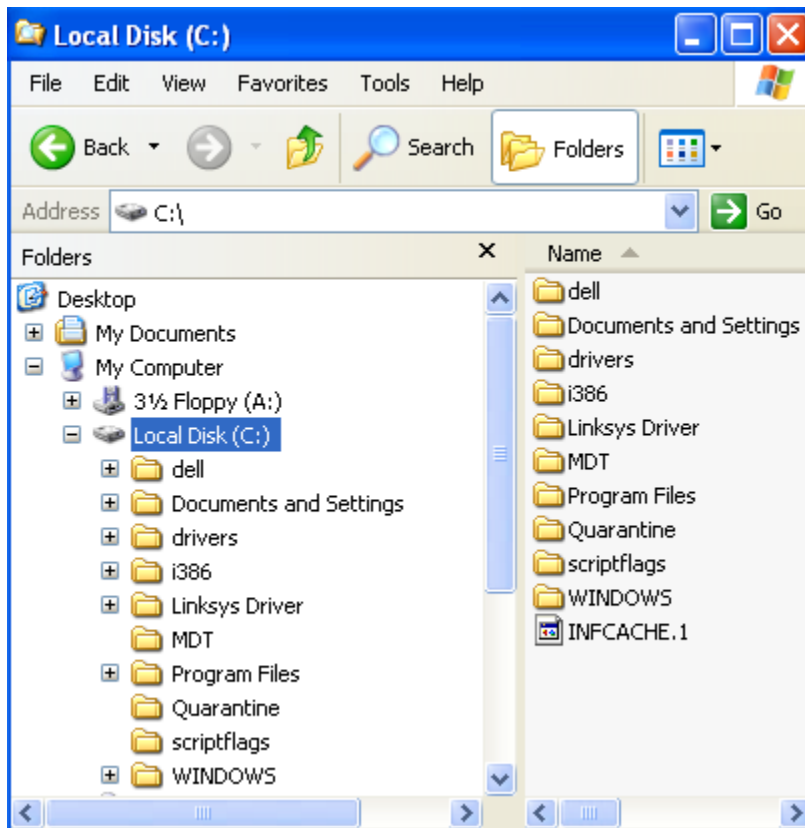 Local Disk (C:)
File Edit View Favorites Tools Help
Back Search Folders
Address C:\ Go
Folders
Desktop
My Documents
My Computer
3½ Floppy (A:)
Local Disk (C:)
dell
Documents and Settings
drivers
i386
Linksys Driver
MDT
Program Files
Quarantine
scriptflags
WINDOWS
Name
dell
Documents and Settings
drivers
i386
Linksys Driver
MDT
Program Files
Quarantine
scriptflags
WINDOWS
INFCACHE.1